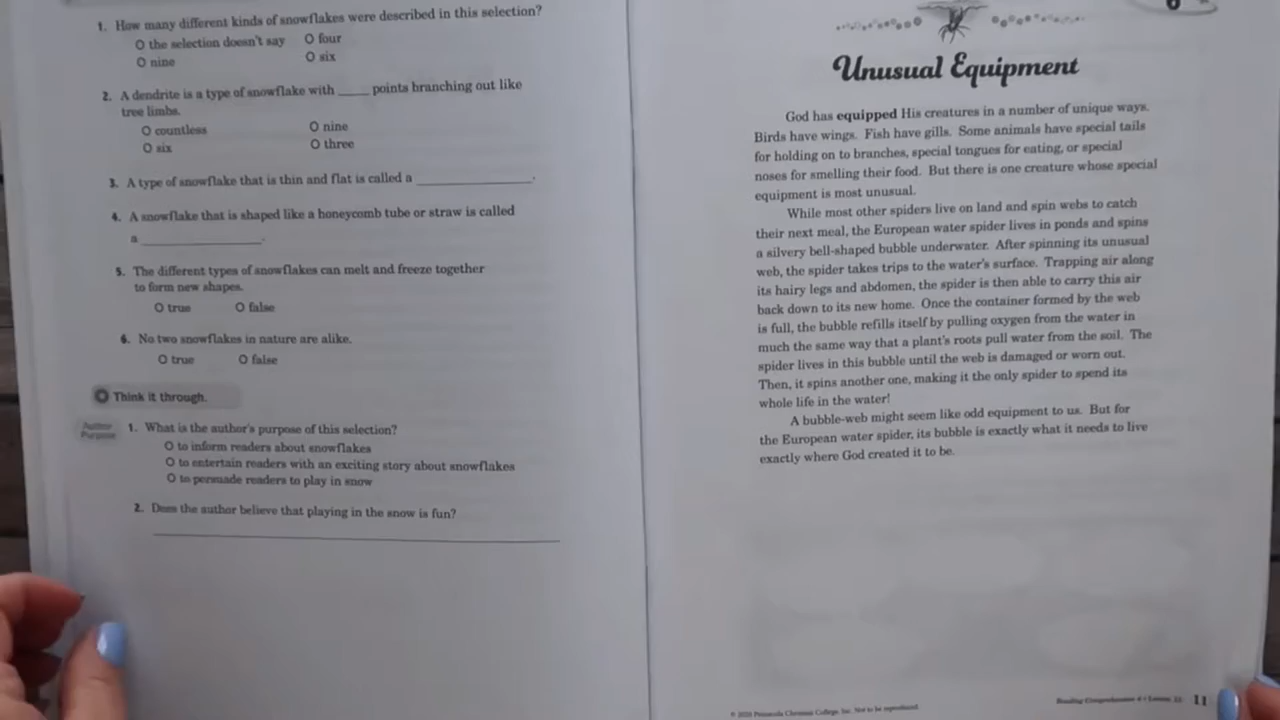 1. How many different kinds of snowflakes were described in this selection?
O the selection doesn't say O four
O nine O six
2. A dendrite is a type of snowflake with ____ points branching out like
tree limbs.
O countless O nine
O six O three
3. A type of snowflake that is thin and flat is called a ______________.
4. A snowflake that is shaped like a honeycomb tube or straw is called
a ______________.
5. The different types of snowflakes can melt and freeze together
to form new shapes.
O true O false
6. No two snowflakes in nature are alike.
O true O false
Think it through.
Author
Purpose
1. What is the author's purpose of this selection?
O to inform readers about snowflakes
O to entertain readers with an exciting story about snowflakes
O to persuade readers to play in snow
2. Does the author believe that playing in the snow is fun?
Unusual Equipment
God has equipped His creatures in a number of unique ways.
Birds have wings. Fish have gills. Some animals have special tails
for holding on to branches, special tongues for eating, or special
noses for smelling their food. But there is one creature whose special
equipment is most unusual.
While most other spiders live on land and spin webs to catch
their next meal, the European water spider lives in ponds and spins
a silvery bell-shaped bubble underwater. After spinning its unusual
web, the spider takes trips to the water's surface. Trapping air along
its hairy legs and abdomen, the spider is then able to carry this air
back down to its new home. Once the container formed by the web
is full, the bubble refills itself by pulling oxygen from the water in
much the same way that a plant's roots pull water from the soil. The
spider lives in this bubble until the web is damaged or worn out.
Then, it spins another one, making it the only spider to spend its
whole life in the water!
A bubble-web might seem like odd equipment to us. But for
the European water spider, its bubble is exactly what it needs to live
exactly where God created it to be.
Reading Comprehension 4 • Lesson 11
© 2020 Pensacola Christian College, Inc. Not to be reproduced.